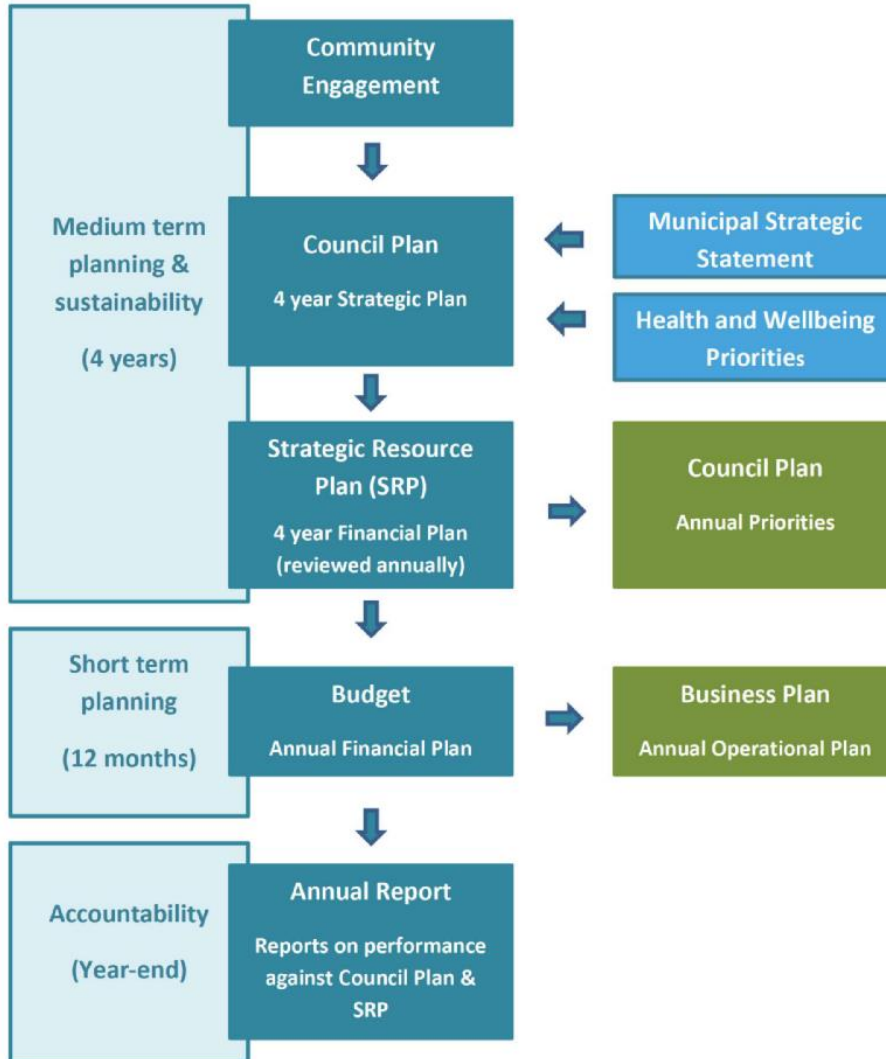 Community
Engagement
Medium term
planning &
sustainability
(4 years)
Council Plan
4 year Strategic Plan
Municipal Strategic
Statement
Health and Wellbeing
Priorities
Strategic Resource
Plan (SRP)
4 year Financial Plan
(reviewed annually)
Council Plan
Annual Priorities
Short term
planning
(12 months)
Budget
Annual Financial Plan
Business Plan
Annual Operational Plan
Accountability
(Year-end)
Annual Report
Reports on performance
against Council Plan &
SRP